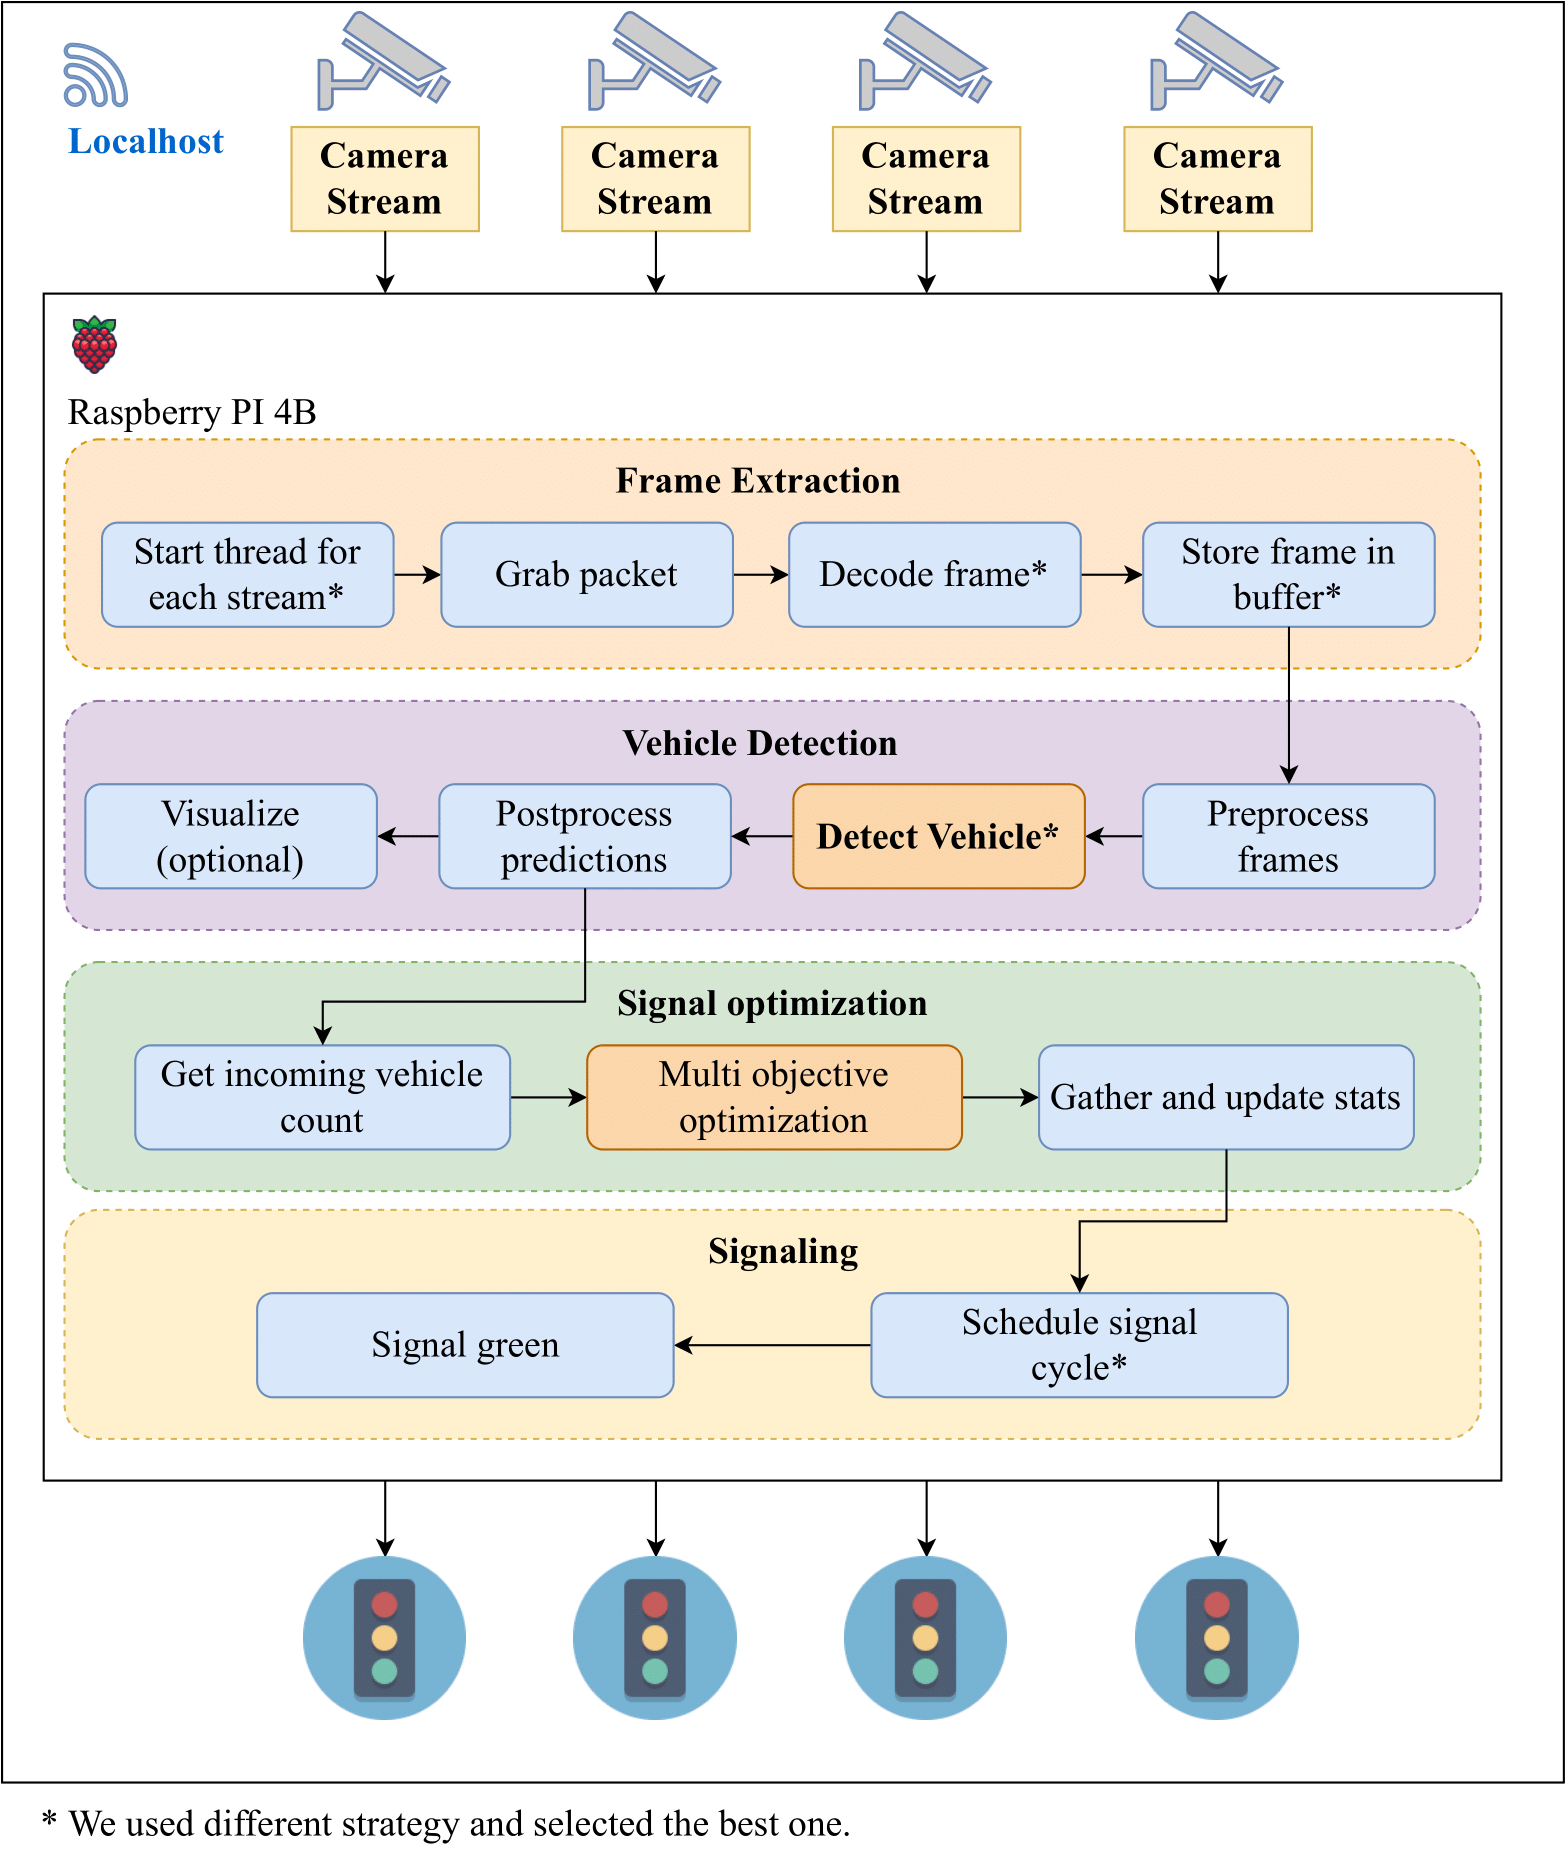 Localhost
Camera
Stream
Camera
Stream
Camera
Stream
Camera
Stream
Raspberry PI 4B
Frame Extraction
Start thread for
each stream*
Grab packet
Decode frame*
Store frame in
buffer*
Vehicle Detection
Visualize
(optional)
Postprocess
predictions
Detect Vehicle*
Preprocess
frames
Signal optimization
Get incoming vehicle
count
Multi objective
optimization
Gather and update stats
Signaling
Signal green
Schedule signal
cycle*
* We used different strategy and selected the best one.